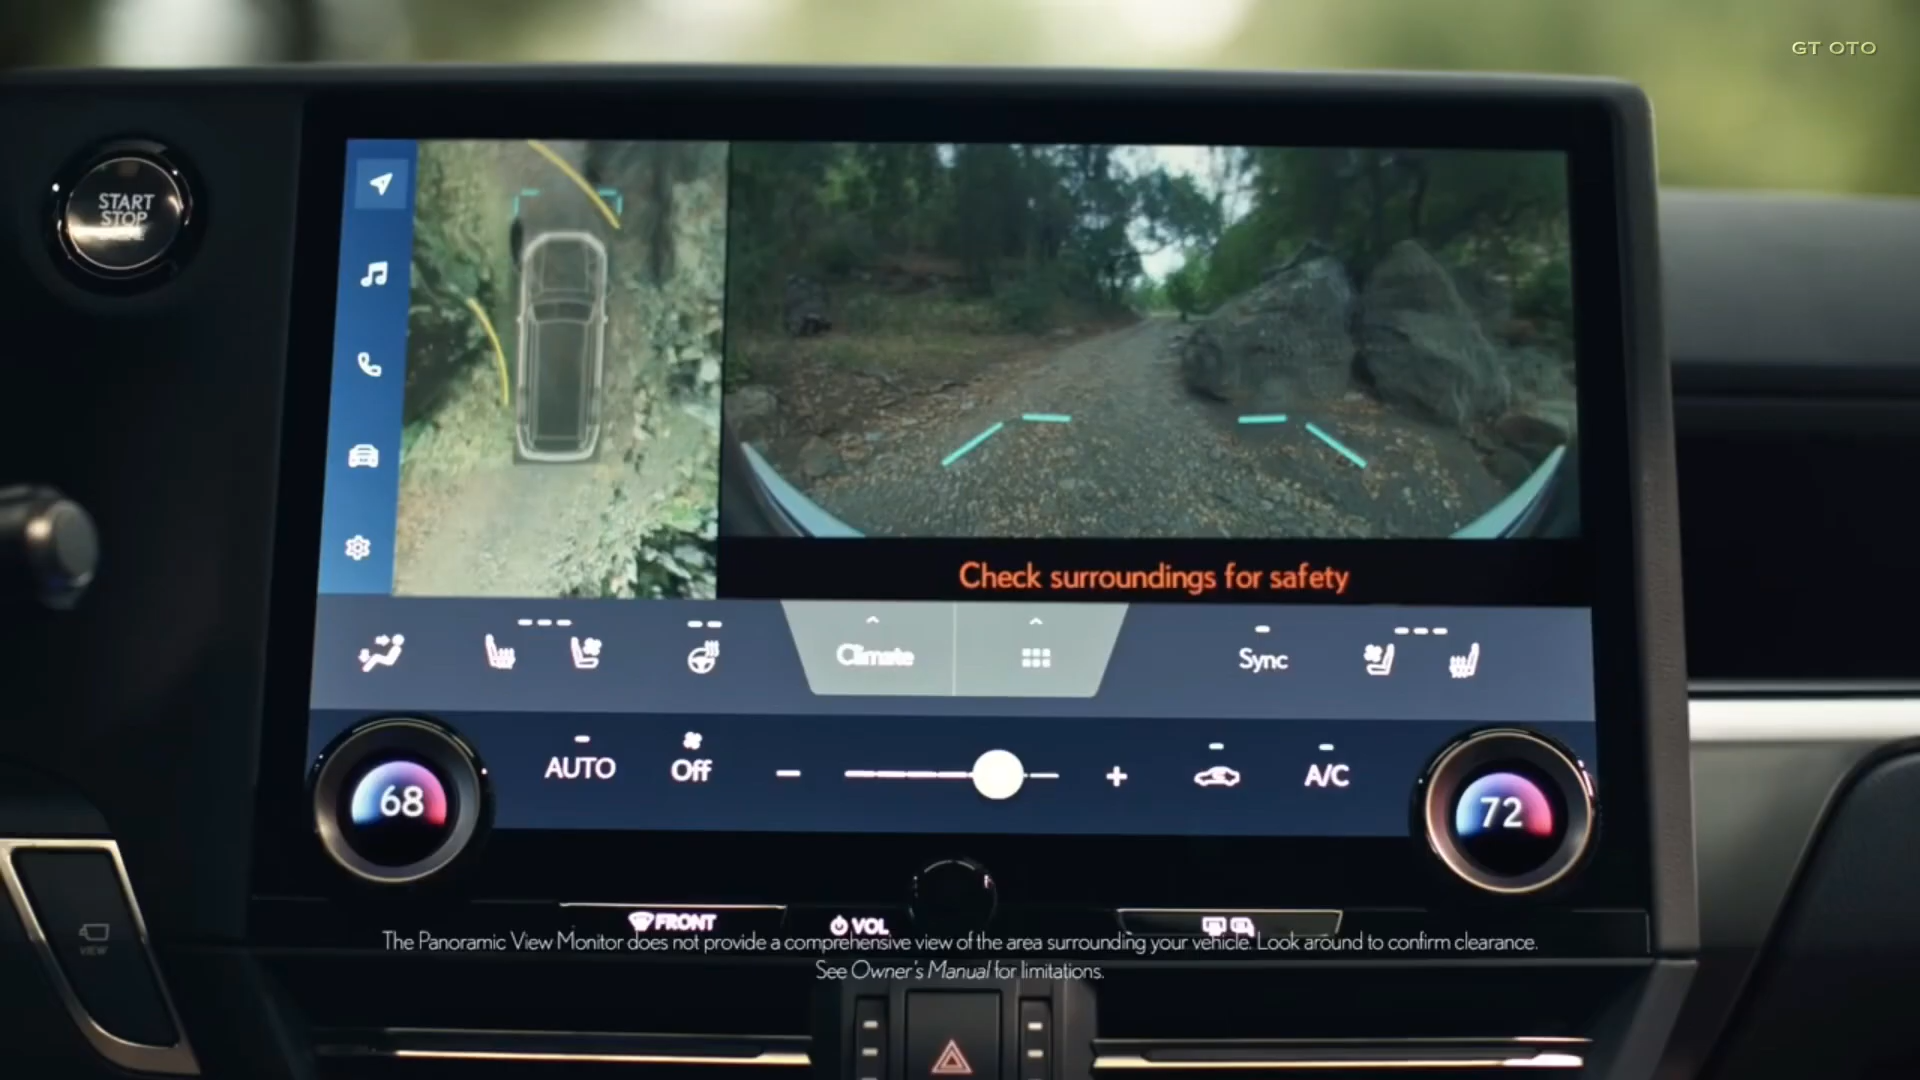 GT OTO
START
STOP
Check surroundings for safety
Climate
Sync
AUTO
Off
A/C
68
72
FRONT
VOL
VIEW
The Panoramic View Monitor does not provide a comprehensive view of the area surrounding your vehicle. Look around to confirm clearance.
See Owner's Manual for limitations.